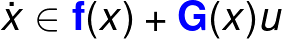 ẋ ∈ f(x) + G(x)u